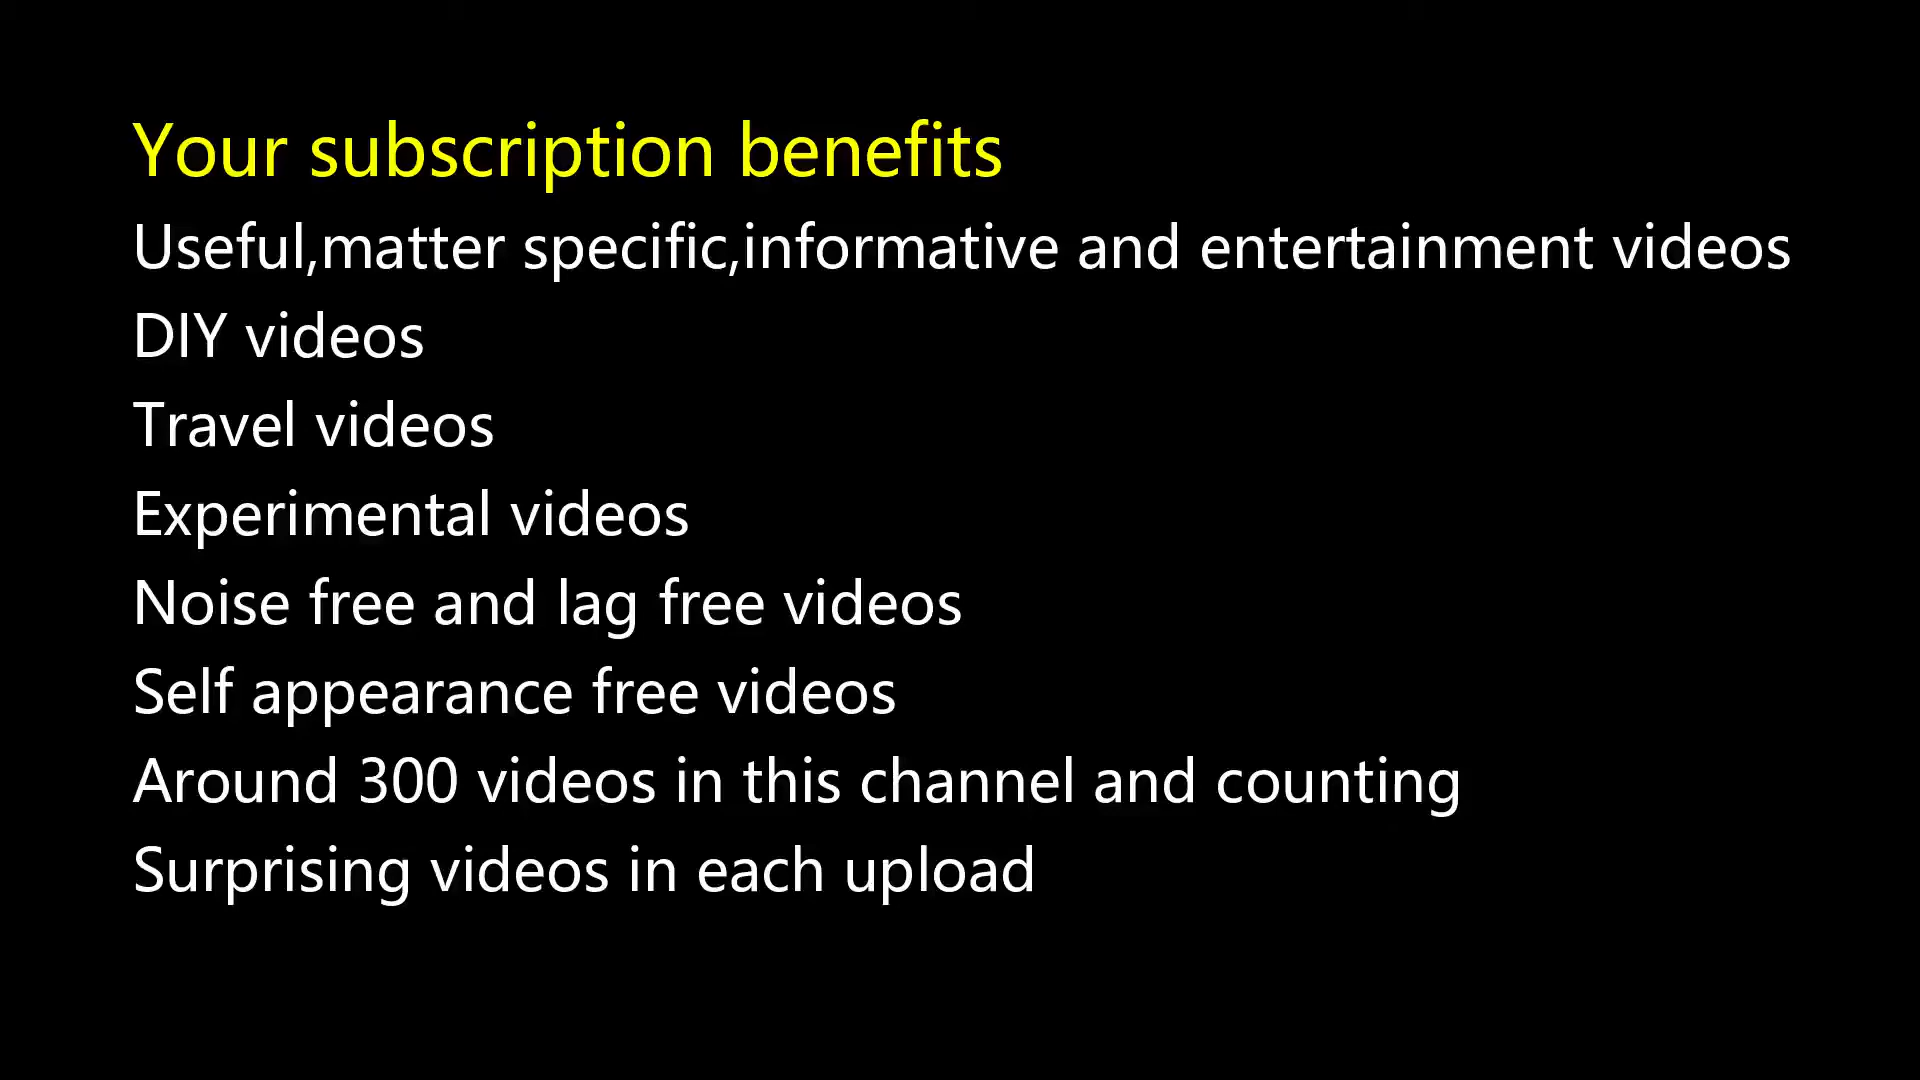 Your subscription benefits
Useful,matter specific,informative and entertainment videos
DIY videos
Travel videos
Experimental videos
Noise free and lag free videos
Self appearance free videos
Around 300 videos in this channel and counting
Surprising videos in each upload